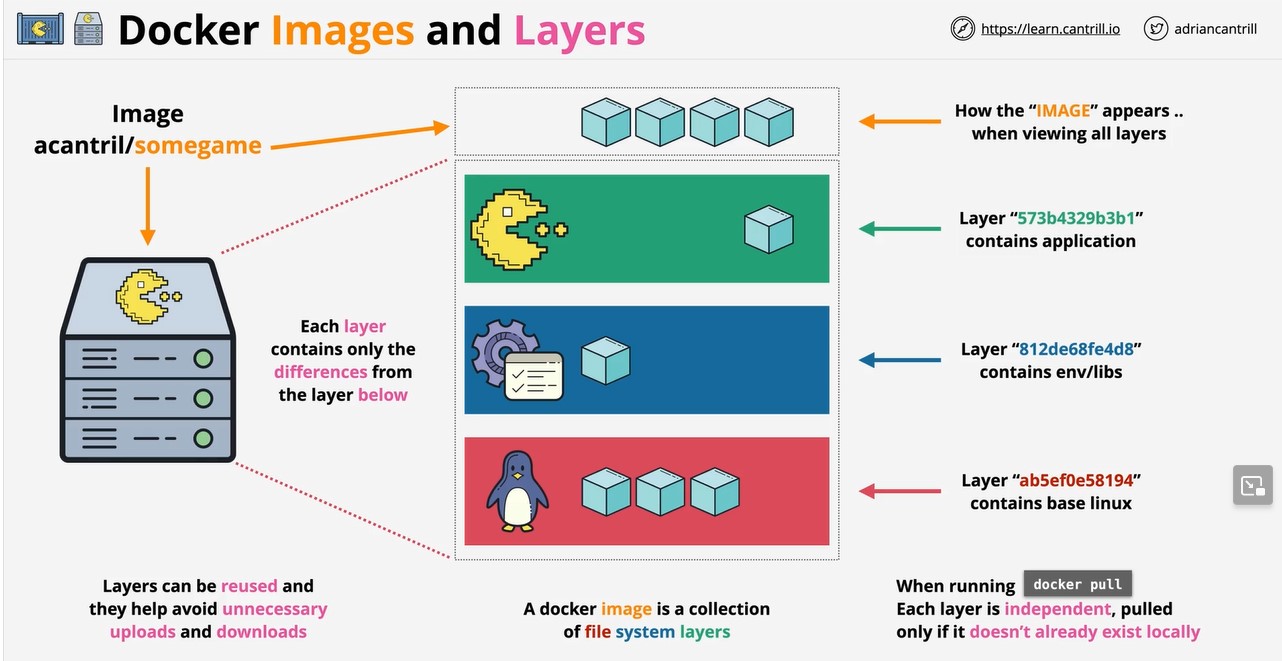 Docker Images and Layers
https://learn.cantrill.io
adriancantrill
Image
acantril/somegame
How the “IMAGE” appears ..
when viewing all layers
Layer “573b4329b3b1”
contains application
Each layer
contains only the
differences from
the layer below
Layer “812de68fe4d8”
contains env/libs
Layer “ab5ef0e58194”
contains base linux
Layers can be reused and
they help avoid unnecessary
uploads and downloads
A docker image is a collection
of file system layers
When running docker pull
Each layer is independent, pulled
only if it doesn’t already exist locally